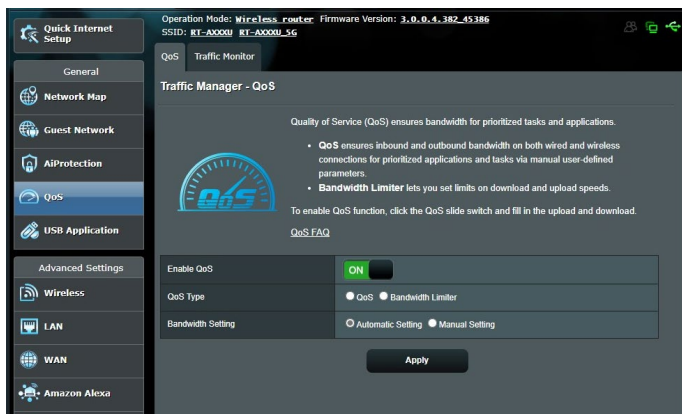 Quick Internet
Setup
Operation Mode: Wireless router Firmware Version: 3.0.0.4.382_45386
SSID: RT-AXXXU RT-AXXXU_5G
QoS Traffic Monitor
General
Network Map
Guest Network
AiProtection
QoS
USB Application
Advanced Settings
Wireless
LAN
WAN
Amazon Alexa
Traffic Manager - QoS
QoS
Quality of Service (QoS) ensures bandwidth for prioritized tasks and applications.
• QoS ensures inbound and outbound bandwidth on both wired and wireless
connections for prioritized applications and tasks via manual user-defined
parameters.
• Bandwidth Limiter lets you set limits on download and upload speeds.
To enable QoS function, click the QoS slide switch and fill in the upload and download.
QoS FAQ
Enable QoS ON
QoS Type QoS Bandwidth Limiter
Bandwidth Setting Automatic Setting Manual Setting
Apply